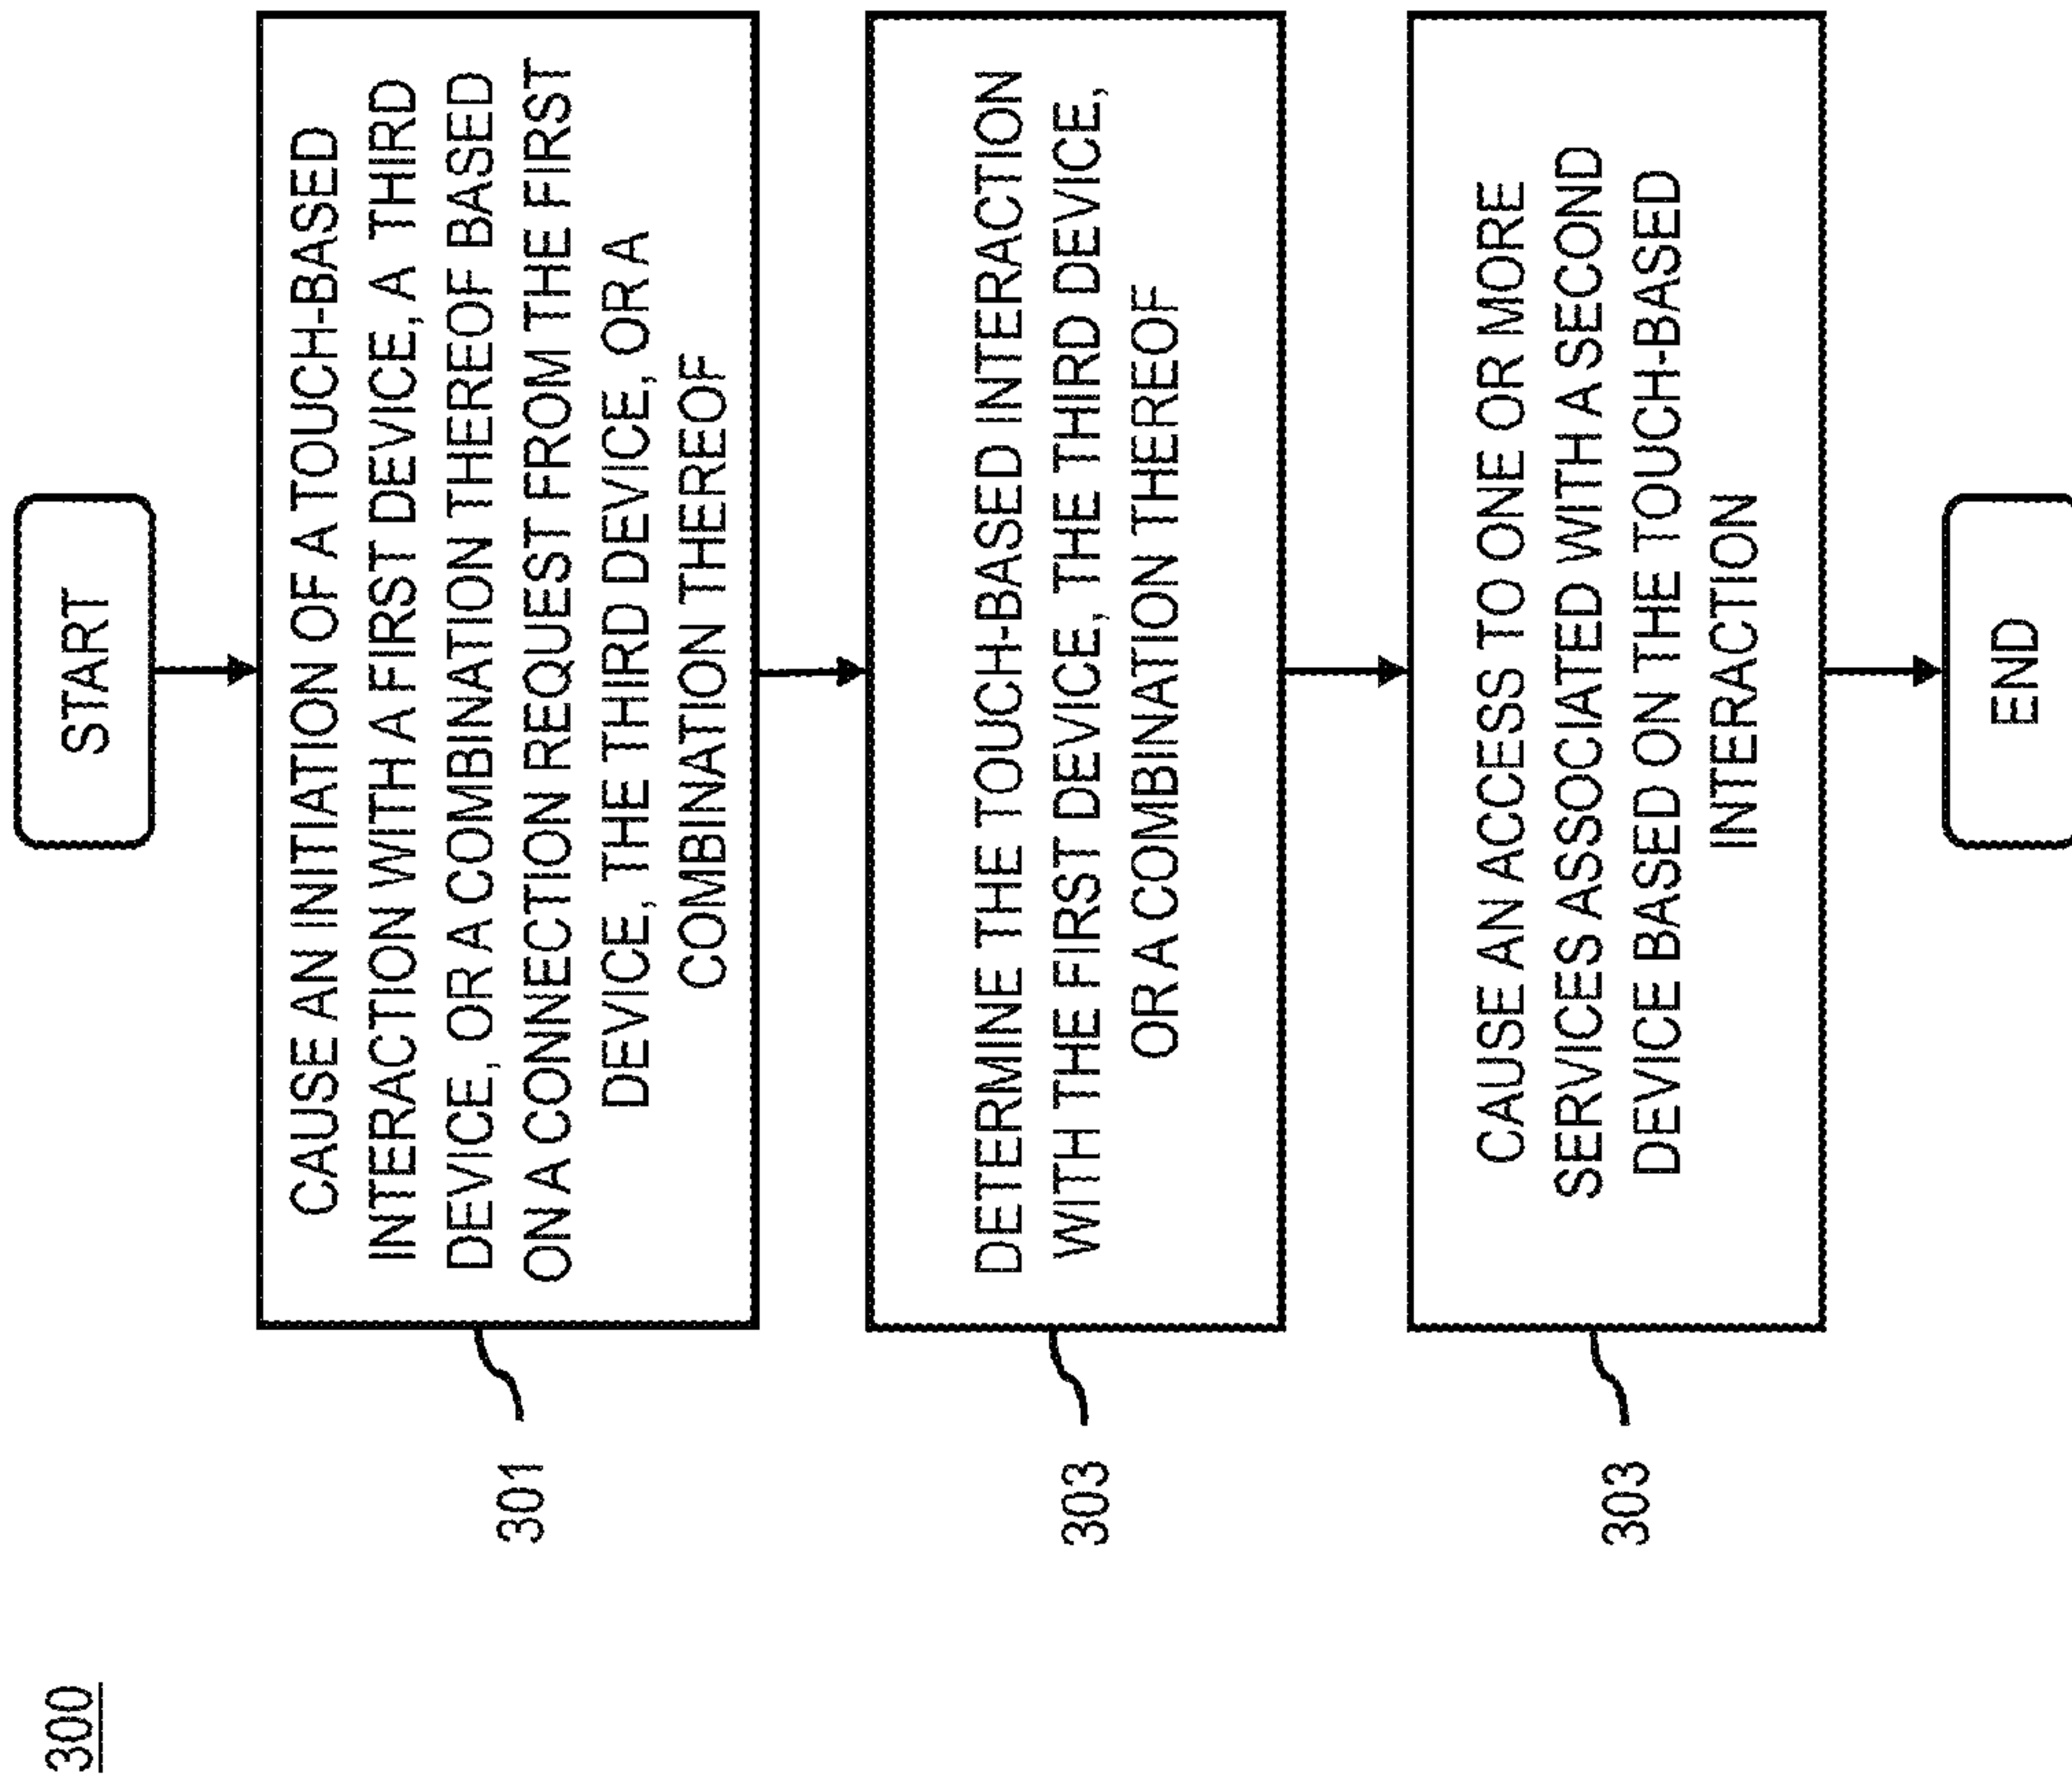 300
START
CAUSE AN INITIATION OF A TOUCH-BASED
INTERACTION WITH A FIRST DEVICE, A THIRD
DEVICE, OR A COMBINATION THEREOF BASED
ON A CONNECTION REQUEST FROM THE FIRST
DEVICE, THE THIRD DEVICE, OR A
COMBINATION THEREOF
301
DETERMINE THE TOUCH-BASED INTERACTION
WITH THE FIRST DEVICE, THE THIRD DEVICE,
OR A COMBINATION THEREOF
303
CAUSE AN ACCESS TO ONE OR MORE
SERVICES ASSOCIATED WITH A SECOND
DEVICE BASED ON THE TOUCH-BASED
INTERACTION
303
END